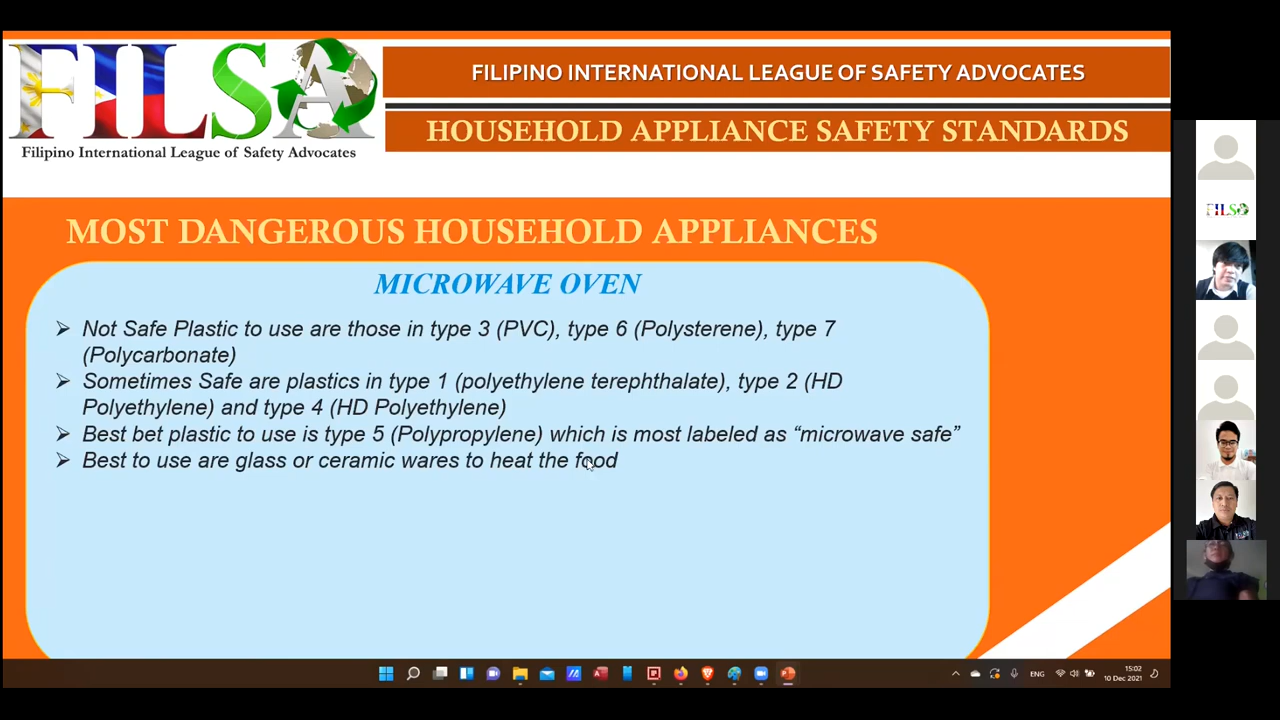 FILSA
Filipino International League of Safety Advocates
FILIPINO INTERNATIONAL LEAGUE OF SAFETY ADVOCATES
HOUSEHOLD APPLIANCE SAFETY STANDARDS
MOST DANGEROUS HOUSEHOLD APPLIANCES
MICROWAVE OVEN
Not Safe Plastic to use are those in type 3 (PVC), type 6 (Polysterene), type 7
(Polycarbonate)
Sometimes Safe are plastics in type 1 (polyethylene terephthalate), type 2 (HD
Polyethylene) and type 4 (HD Polyethylene)
Best bet plastic to use is type 5 (Polypropylene) which is most labeled as “microwave safe”
Best to use are glass or ceramic wares to heat the food
FILSA
ENG
15:02
10 Dec 2021